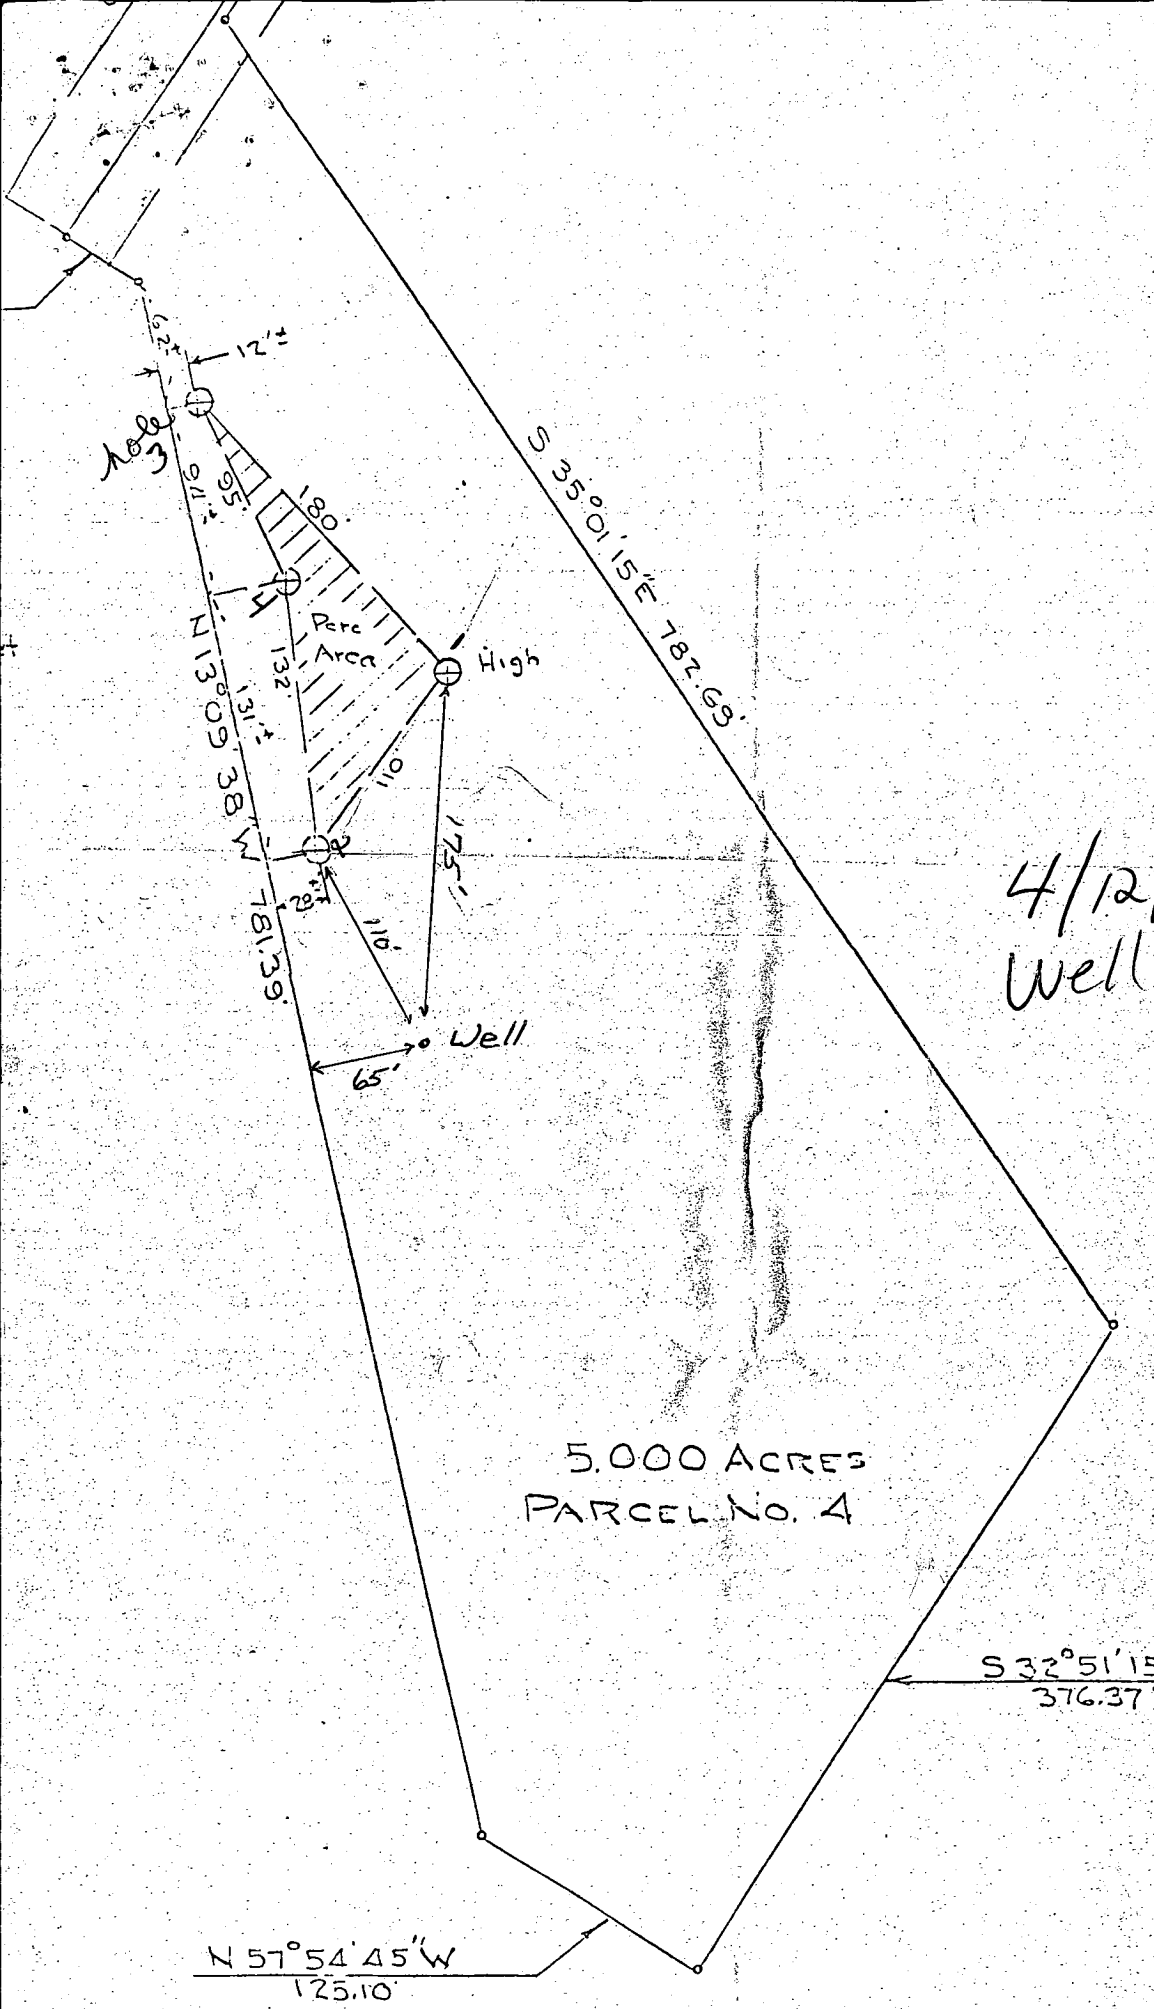 62'±
12'±
hole
3
94'±
95'
180'
S 35°01'15"E 782.69'
4
Perc
Area
High
132'
131'±
N 13°09'38"W 781.39'
110'
175'
2
28'±
110'
4/12/
Well
Well
65'
5.000 ACRES
PARCEL NO. 4
S 32°51'15
376.37'
N 57°54'45"W
125.10'